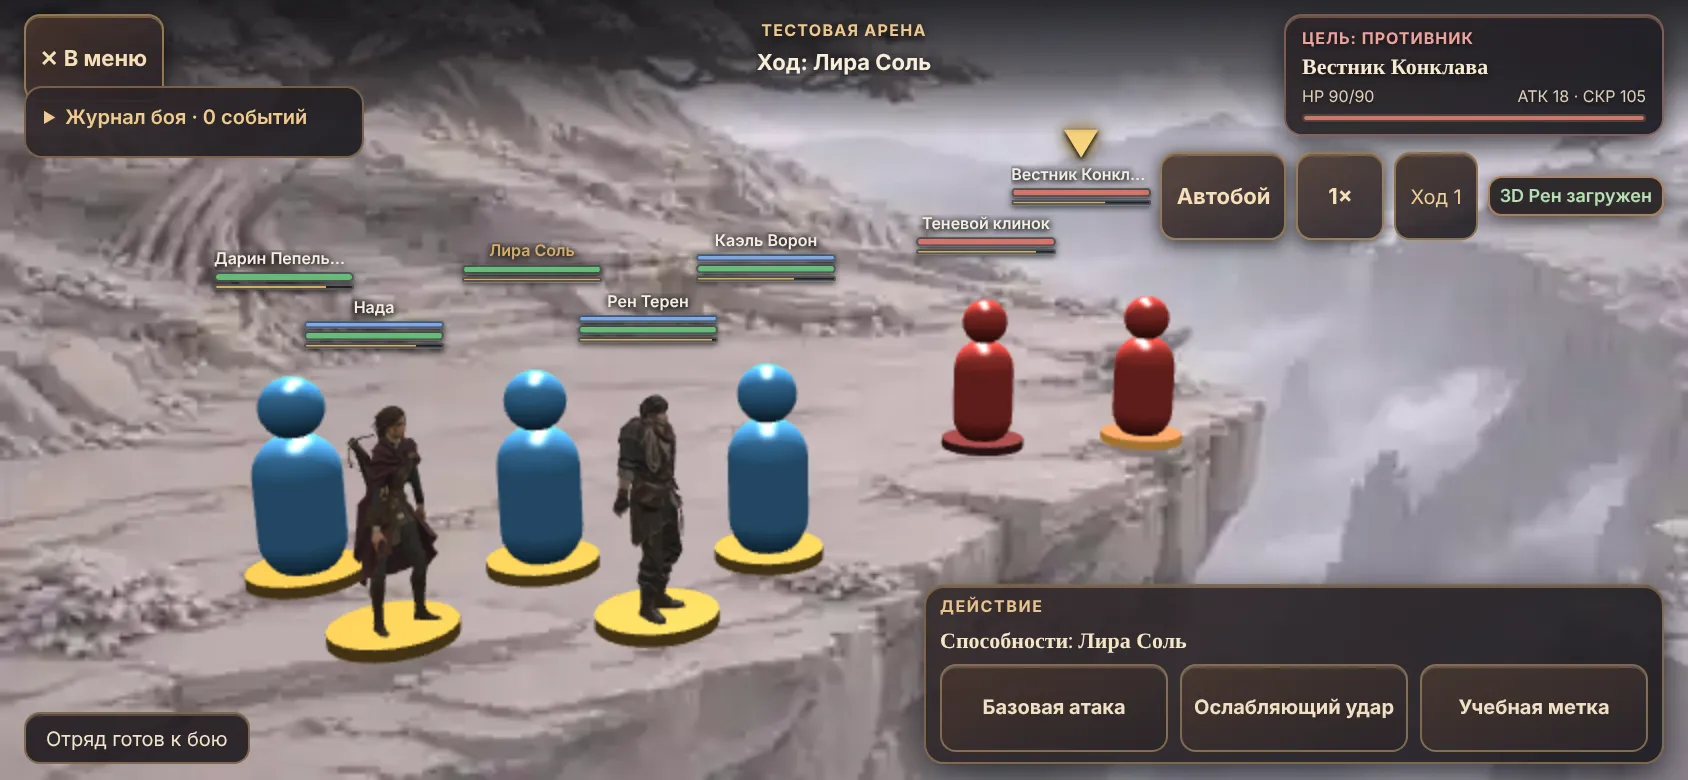 ✕ В меню
▶ Журнал боя · 0 событий
ТЕСТОВАЯ АРЕНА
Ход: Лира Соль
ЦЕЛЬ: ПРОТИВНИК
Вестник Конклава
HP 90/90 АТК 18 · СКР 105
Автобой
1×
Ход 1
3D Рен загружен
Вестник Конкл...
Теневой клинок
Каэль Ворон
Лира Соль
Дарин Пепель...
Рен Терен
Нада
ДЕЙСТВИЕ
Способности: Лира Соль
Базовая атака
Ослабляющий удар
Учебная метка
Отряд готов к бою